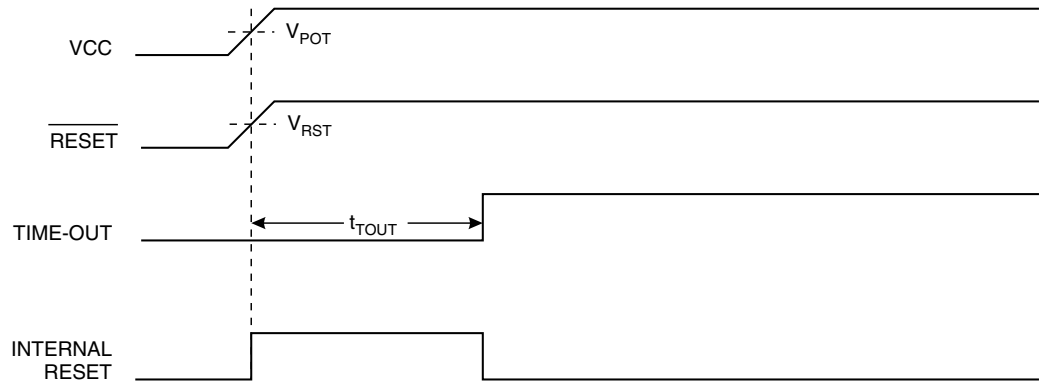 VCC
V_POT
RESET
V_RST
TIME-OUT
t_TOUT
INTERNAL
RESET